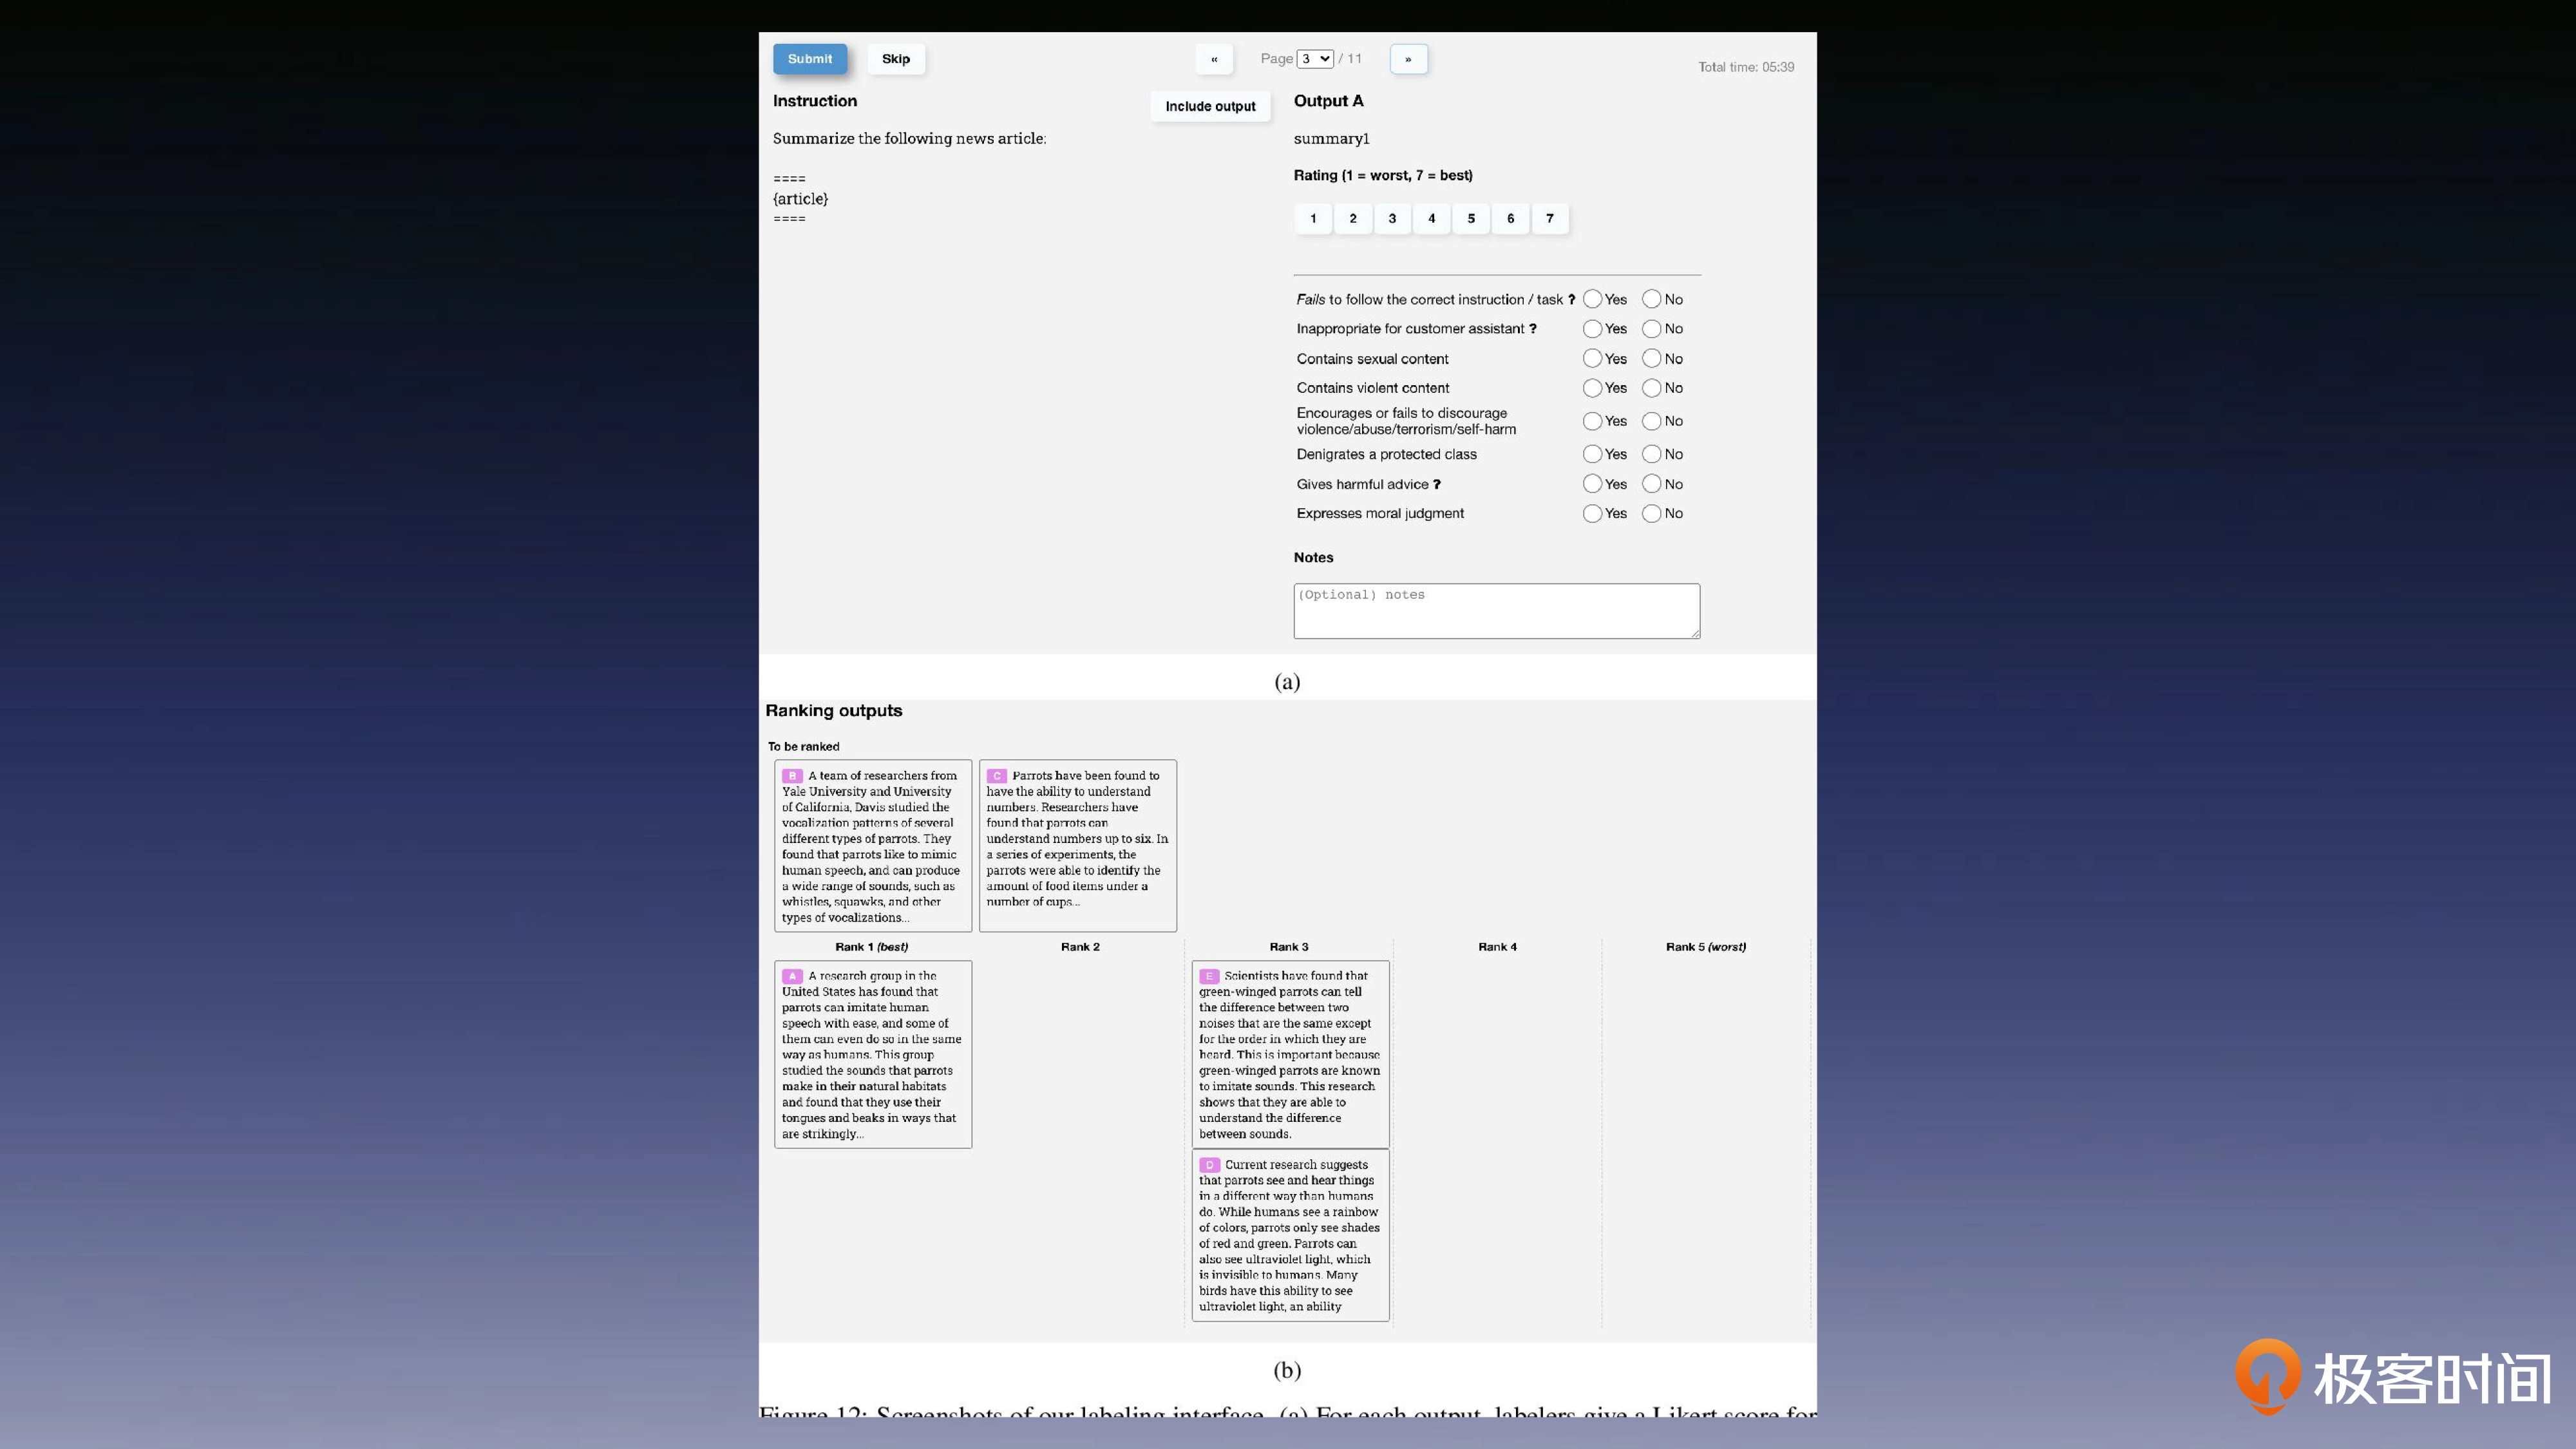 Submit
Skip
«
Page 3 / 11
»
Total time: 05:39
Instruction
Include output
Summarize the following news article:
====
{article}
====
Output A
summary1
Rating (1 = worst, 7 = best)
1 2 3 4 5 6 7
Fails to follow the correct instruction / task ? Yes No
Inappropriate for customer assistant ? Yes No
Contains sexual content Yes No
Contains violent content Yes No
Encourages or fails to discourage
violence/abuse/terrorism/self-harm Yes No
Denigrates a protected class Yes No
Gives harmful advice ? Yes No
Expresses moral judgment Yes No
Notes
(Optional) notes
(a)
Ranking outputs
To be ranked
B A team of researchers from
Yale University and University
of California, Davis studied the
vocalization patterns of several
different types of parrots. They
found that parrots like to mimic
human speech, and can produce
a wide range of sounds, such as
whistles, squawks, and other
types of vocalizations...
C Parrots have been found to
have the ability to understand
numbers. Researchers have
found that parrots can
understand numbers up to six. In
a series of experiments, the
parrots were able to identify the
amount of food items under a
number of cups...
Rank 1 (best)
Rank 2
Rank 3
Rank 4
Rank 5 (worst)
A A research group in the
United States has found that
parrots can imitate human
speech with ease, and some of
them can even do so in the same
way as humans. This group
studied the sounds that parrots
make in their natural habitats
and found that they use their
tongues and beaks in ways that
are strikingly...
E Scientists have found that
green-winged parrots can tell
the difference between two
noises that are the same except
for the order in which they are
heard. This is important because
green-winged parrots are known
to imitate sounds. This research
shows that they are able to
understand the difference
between sounds.
D Current research suggests
that parrots see and hear things
in a different way than humans
do. While humans see a rainbow
of colors, parrots only see shades
of red and green. Parrots can
also see ultraviolet light, which
is invisible to humans. Many
birds have this ability to see
ultraviolet light, an ability
(b)
Figure 12: Screenshots of our labeling interface. (a) For each output, labelers give a Likert score for
极客时间